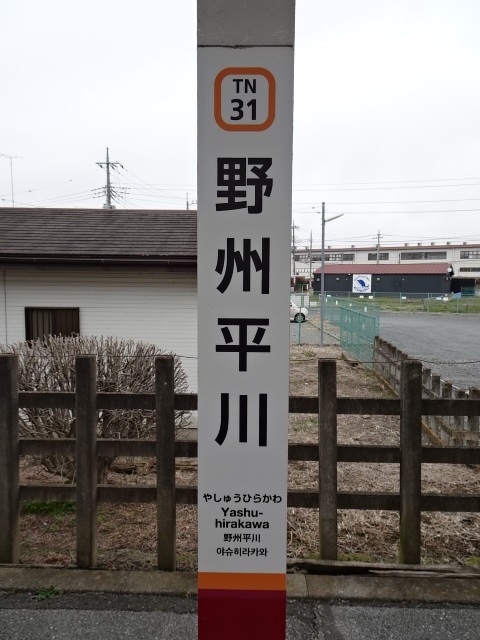 TN
31
野
州
平
川
やしゅうひらかわ
Yashu-
hirakawa
野州平川
야슈히라카와